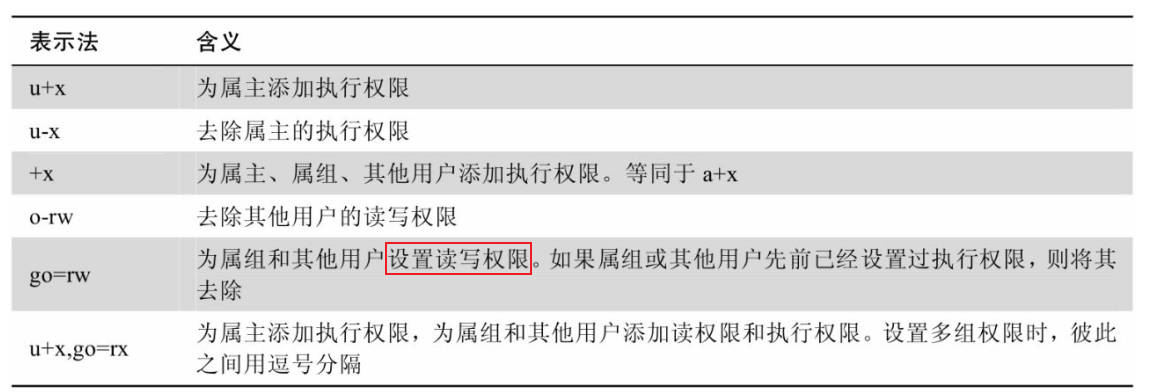 表示法 含义
u+x 为属主添加执行权限
u-x 去除属主的执行权限
+x 为属主、属组、其他用户添加执行权限。等同于 a+x
o-rw 去除其他用户的读写权限
go=rw 为属组和其他用户设置读写权限。如果属组或其他用户先前已经设置过执行权限，则将其
去除
u+x,go=rx 为属主添加执行权限，为属组和其他用户添加读权限和执行权限。设置多组权限时，彼此
之间用逗号分隔